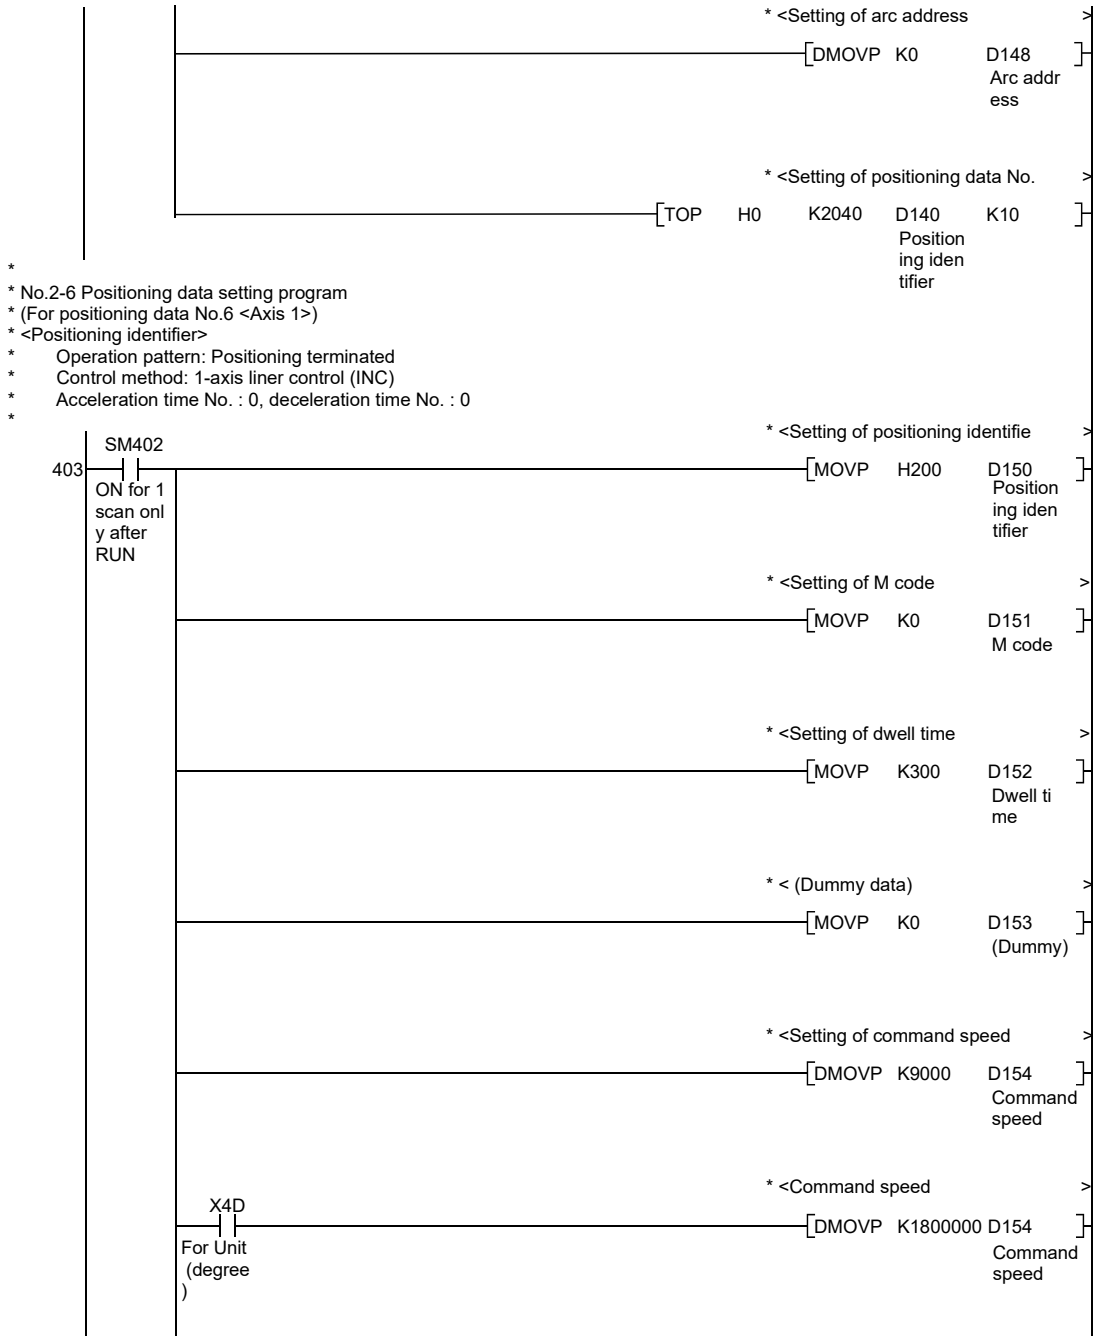 * <Setting of arc address >
DMOVP K0 D148
Arc addr
ess
* <Setting of positioning data No. >
TOP H0 K2040 D140 K10
Position
ing iden
tifier
*
* No.2-6 Positioning data setting program
* (For positioning data No.6 <Axis 1>)
* <Positioning identifier>
* Operation pattern: Positioning terminated
* Control method: 1-axis liner control (INC)
* Acceleration time No. : 0, deceleration time No. : 0
*
* <Setting of positioning identifie >
SM402
403 MOVP H200 D150
ON for 1
scan onl
y after
RUN
Position
ing iden
tifier
* <Setting of M code >
MOVP K0 D151
M code
* <Setting of dwell time >
MOVP K300 D152
Dwell ti
me
* < (Dummy data) >
MOVP K0 D153
(Dummy)
* <Setting of command speed >
DMOVP K9000 D154
Command
speed
* <Command speed >
X4D
DMOVP K1800000 D154
For Unit
(degree
)
Command
speed